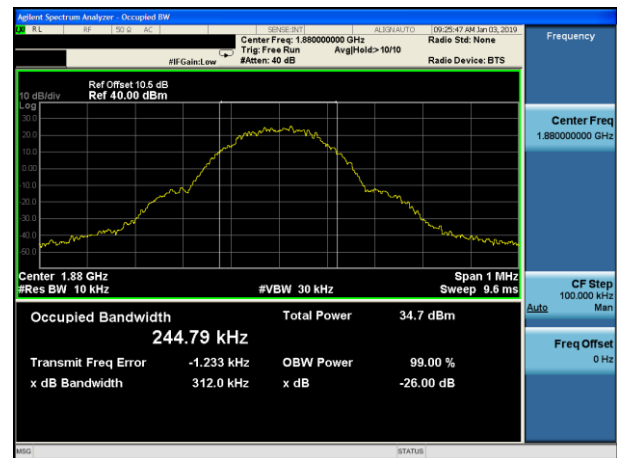 Agilent Spectrum Analyzer - Occupied BW
RL RF 50 Ω AC SENSE:INT ALIGNAUTO 09:25:47 AM Jan 03, 2019
Center Freq: 1.880000000 GHz Radio Std: None
Trig: Free Run Avg|Hold:>10/10
#IFGain:Low #Atten: 40 dB Radio Device: BTS
Frequency
Ref Offset 10.5 dB
10 dB/div Ref 40.00 dBm
Log
30.0
20.0
10.0
0.00
-10.0
-20.0
-30.0
-40.0
-50.0
Center 1.88 GHz Span 1 MHz
#Res BW 10 kHz #VBW 30 kHz Sweep 9.6 ms
Occupied Bandwidth Total Power 34.7 dBm
244.79 kHz
Transmit Freq Error -1.233 kHz OBW Power 99.00 %
x dB Bandwidth 312.0 kHz x dB -26.00 dB
Center Freq
1.880000000 GHz
CF Step
100.000 kHz
Auto Man
Freq Offset
0 Hz
MSG STATUS